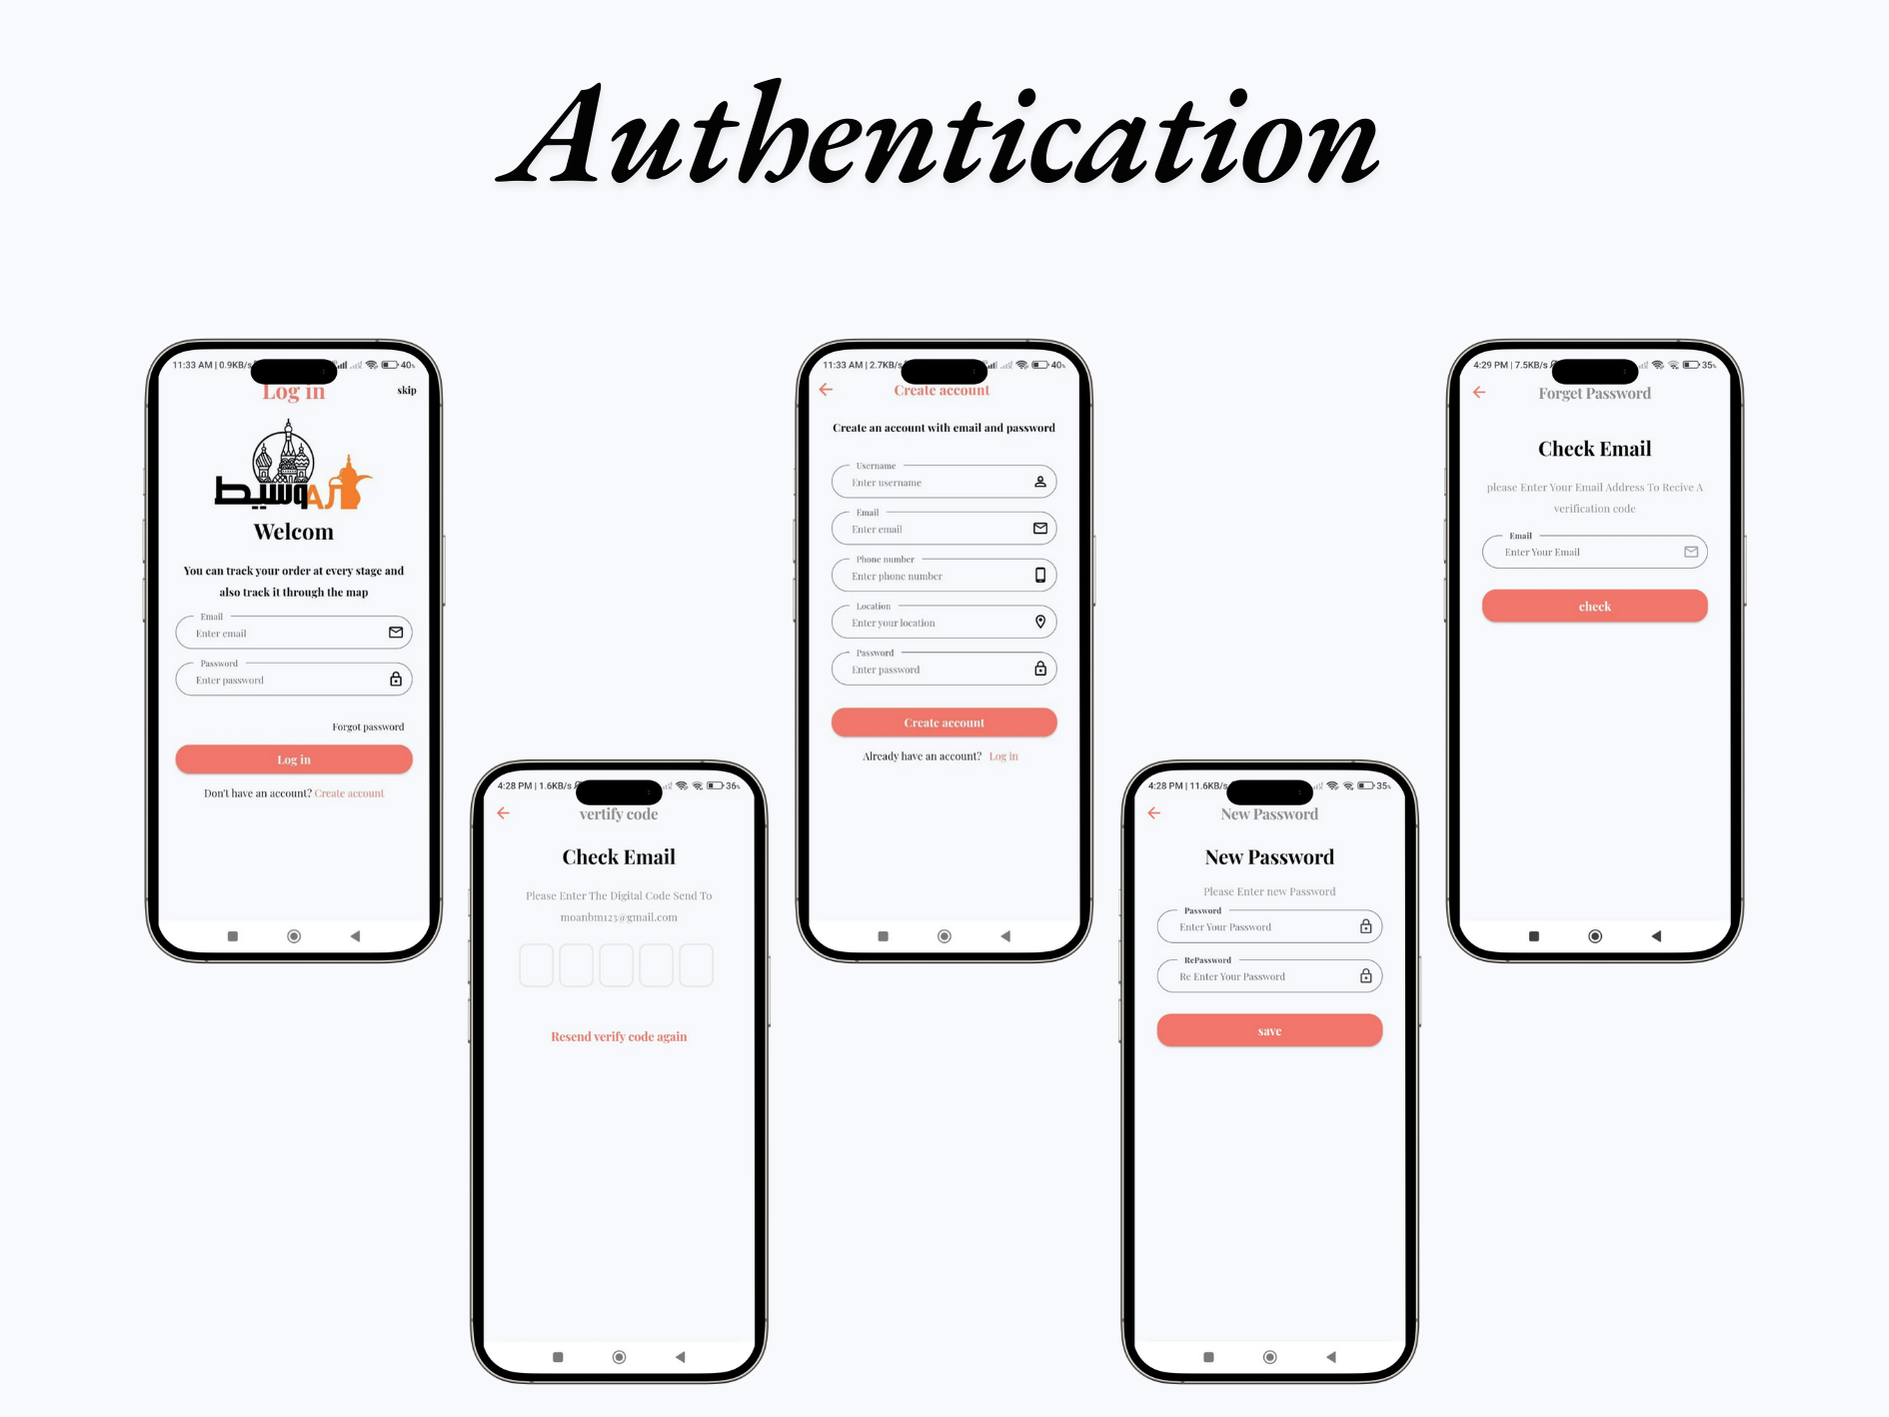 Authentication
11:33 AM | 0.9KB/s
40%
Log in
skip
وسيط
Welcom
You can track your order at every stage and
also track it through the map
Email
Enter email
Password
Enter password
Forgot password
Log in
Don't have an account? Create account
4:28 PM | 1.6KB/s
36%
vertify code
Check Email
Please Enter The Digital Code Send To
moanbm123@gmail.com
Resend verify code again
11:33 AM | 2.7KB/s
40%
Create account
Create an account with email and password
Username
Enter username
Email
Enter email
Phone number
Enter phone number
Location
Enter your location
Password
Enter password
Create account
Already have an account? Log in
4:28 PM | 11.6KB/s
35%
New Password
New Password
Please Enter new Password
Password
Enter Your Password
RePassword
Re Enter Your Password
save
4:29 PM | 7.5KB/s
35%
Forget Password
Check Email
please Enter Your Email Address To Recive A
verification code
Email
Enter Your Email
check